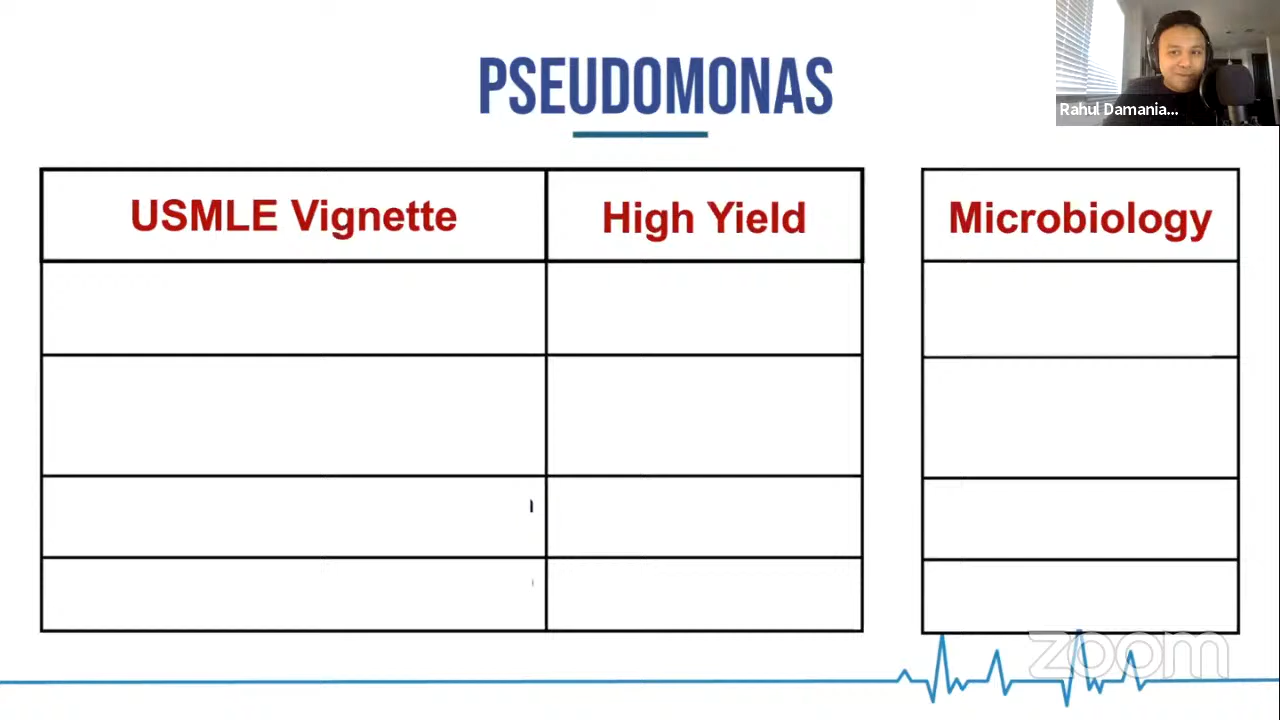 PSEUDOMONAS
Rahul Damania...
USMLE Vignette
High Yield
Microbiology
zoom